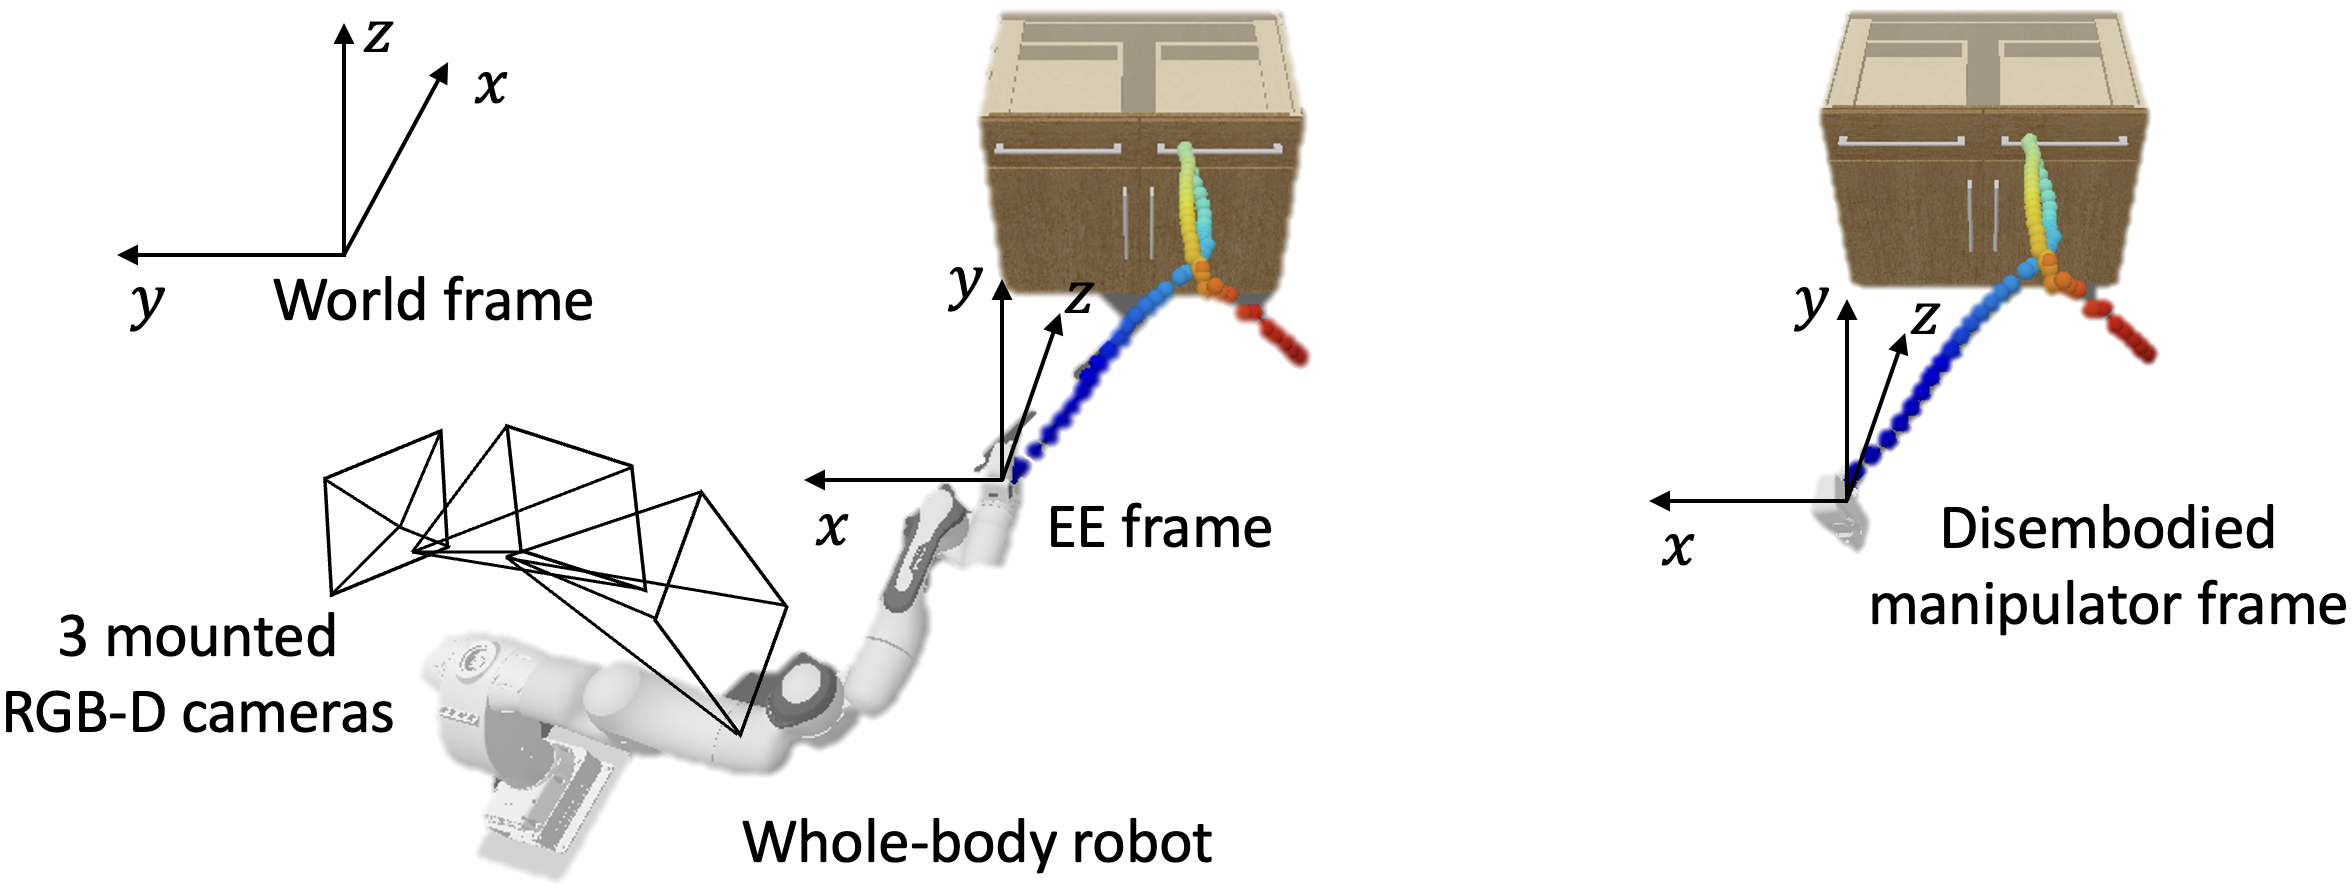 z
x
y
World frame
y
z
x
EE frame
y
z
x
Disembodied
manipulator frame
3 mounted
RGB-D cameras
Whole-body robot